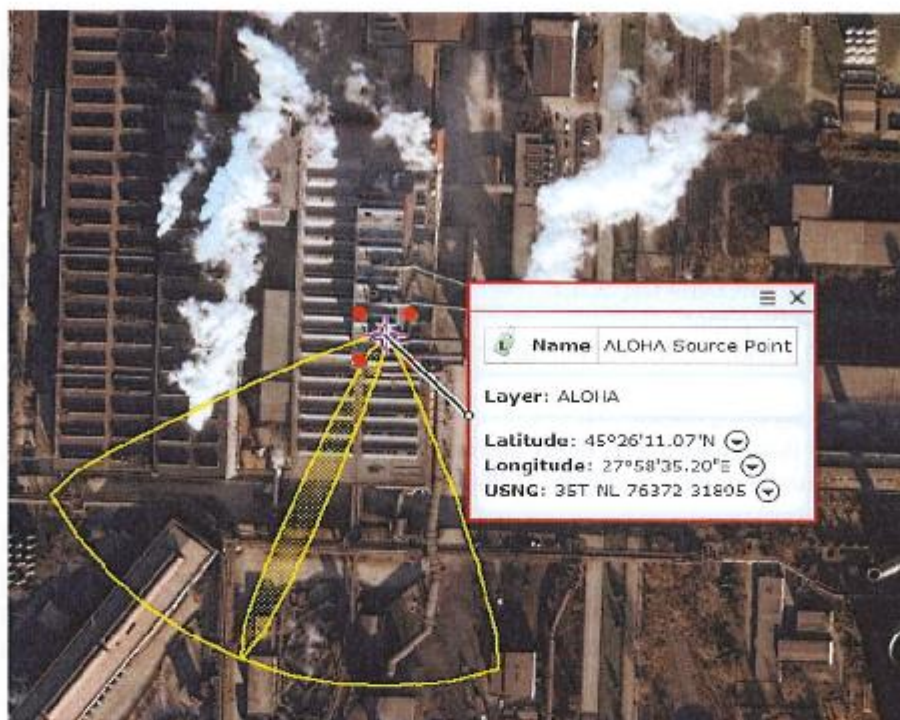 Name ALOHA Source Point
Layer: ALOHA
Latitude: 45°26'11.07"N
Longitude: 27°58'35.20"E
USNG: 35T NL 76372 31805